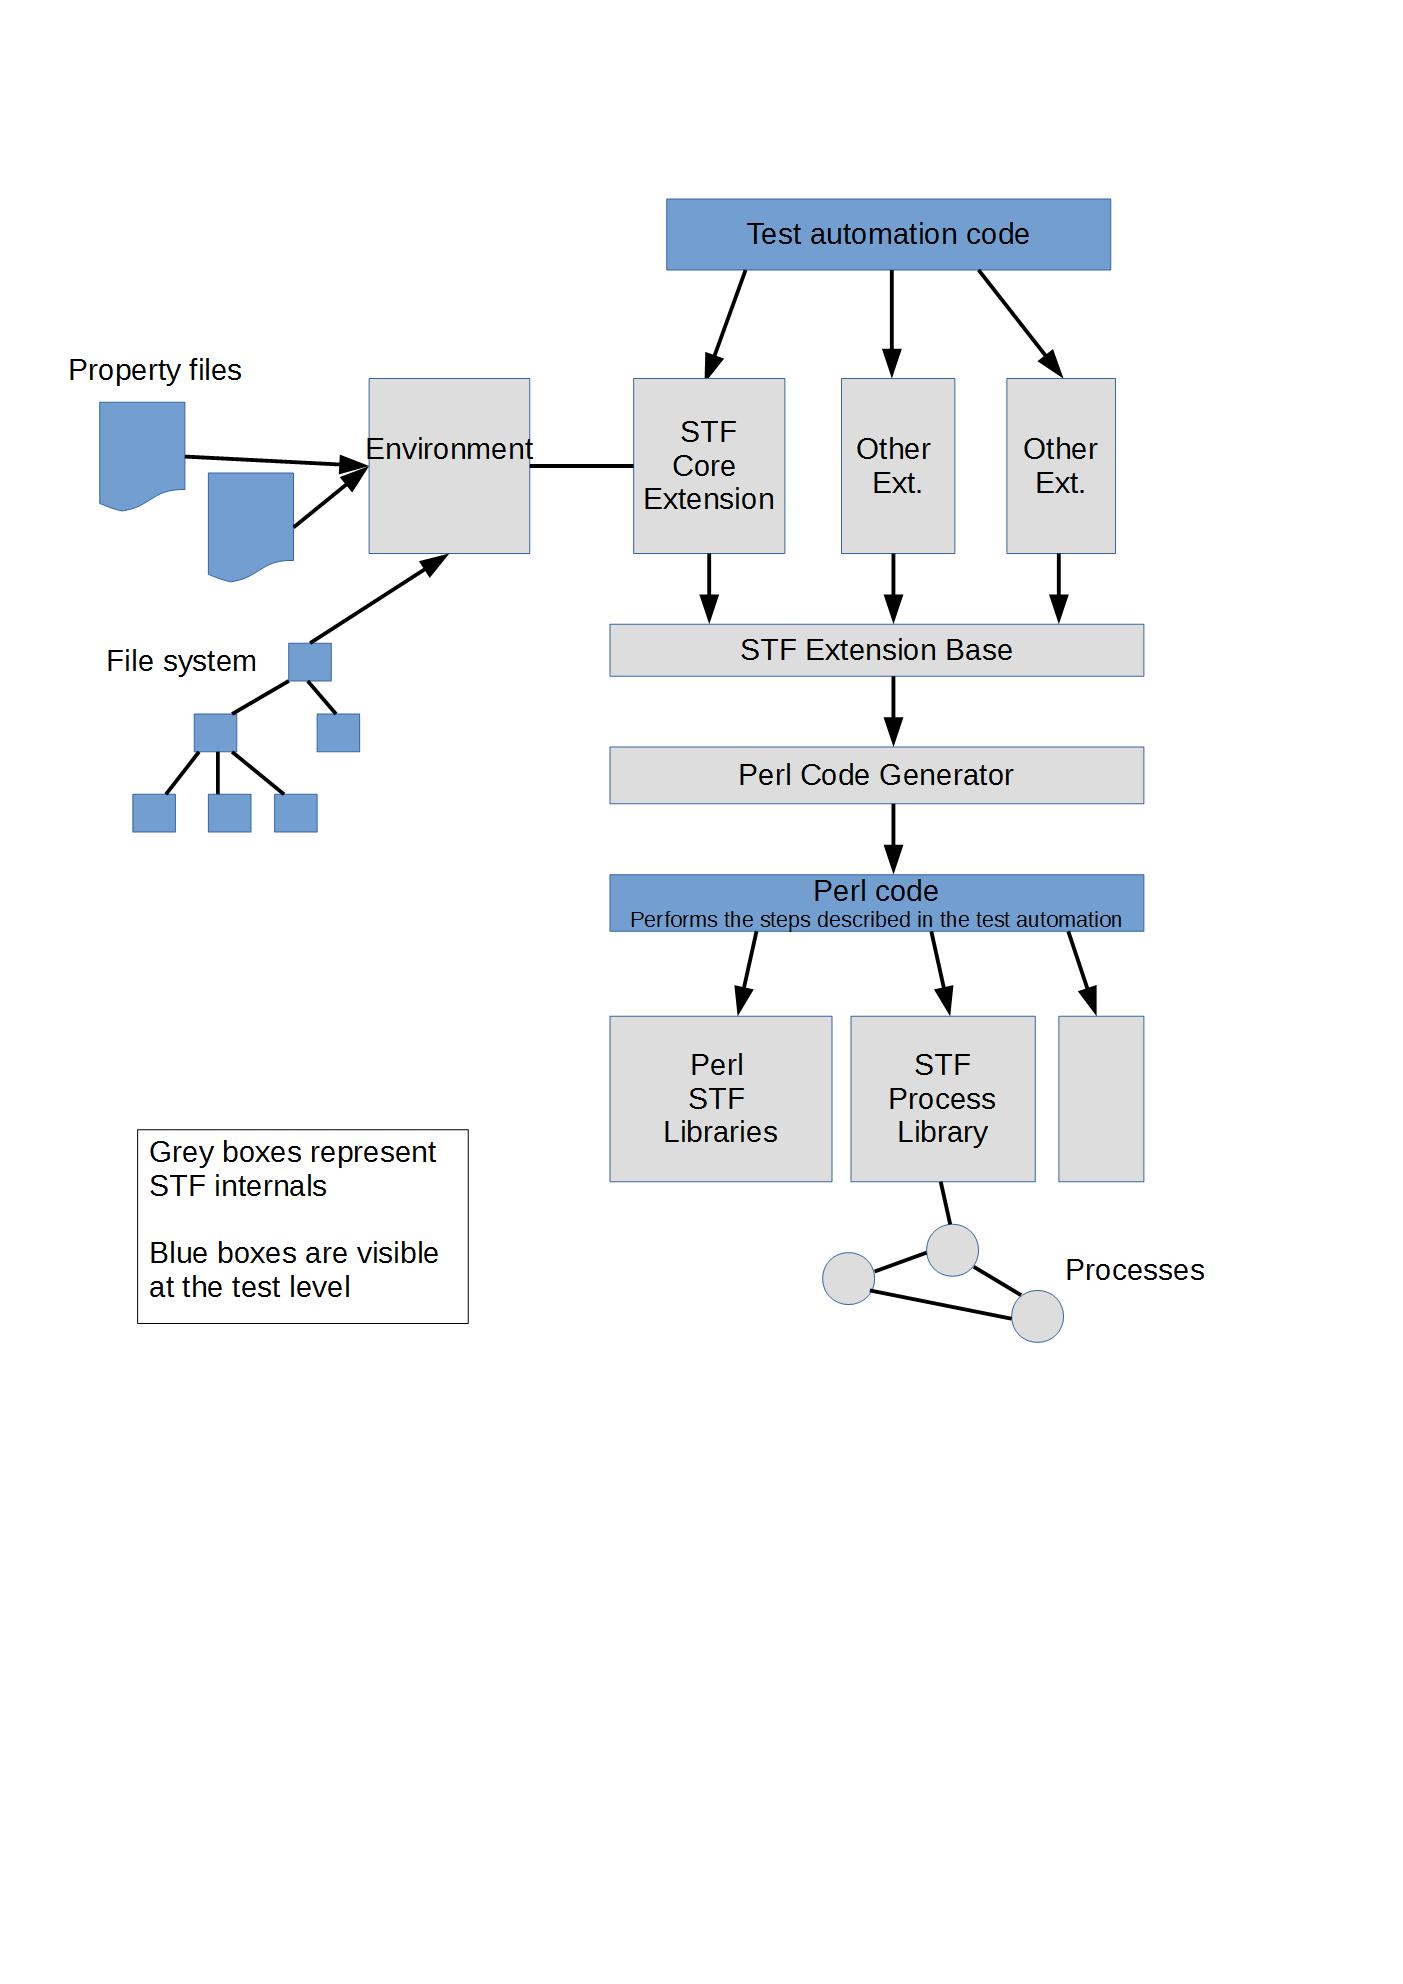 Test automation code
Property files
Environment
STF
Core
Extension
Other
Ext.
Other
Ext.
File system
STF Extension Base
Perl Code Generator
Perl code
Performs the steps described in the test automation
Perl
STF
Libraries
STF
Process
Library
Grey boxes represent
STF internals
Blue boxes are visible
at the test level
Processes